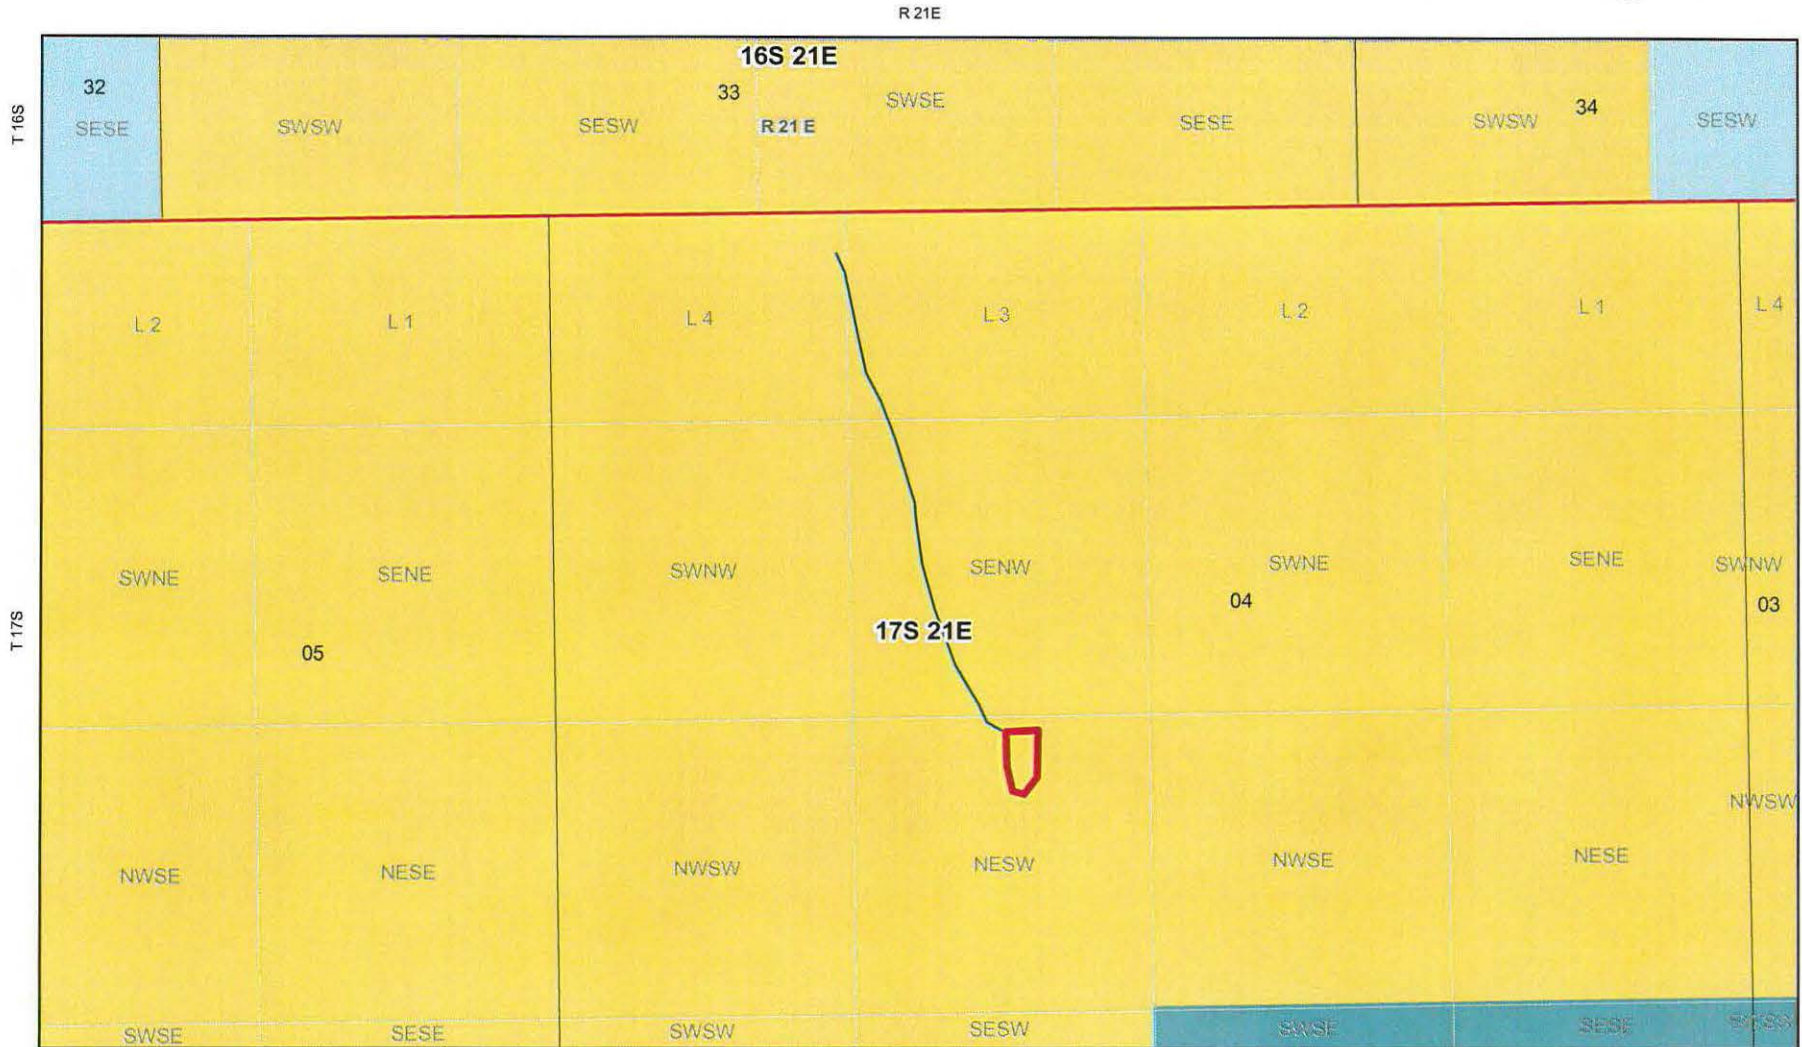 R 21E
16S 21E
T 16S
32
33
34
SESE
SWSW
SESW
R 21 E
SWSE
SESE
SWSW
SESW
L 2
L 1
L 4
L 3
L 2
L 1
L 4
T 17S
SWNE
SENE
SWNW
SENW
SWNE
SENE
SWNW
05
17S 21E
04
03
NWSE
NESE
NWSW
NESW
NWSE
NESE
NWSW
SWSE
SESE
SWSW
SESW
SWSE
SESE